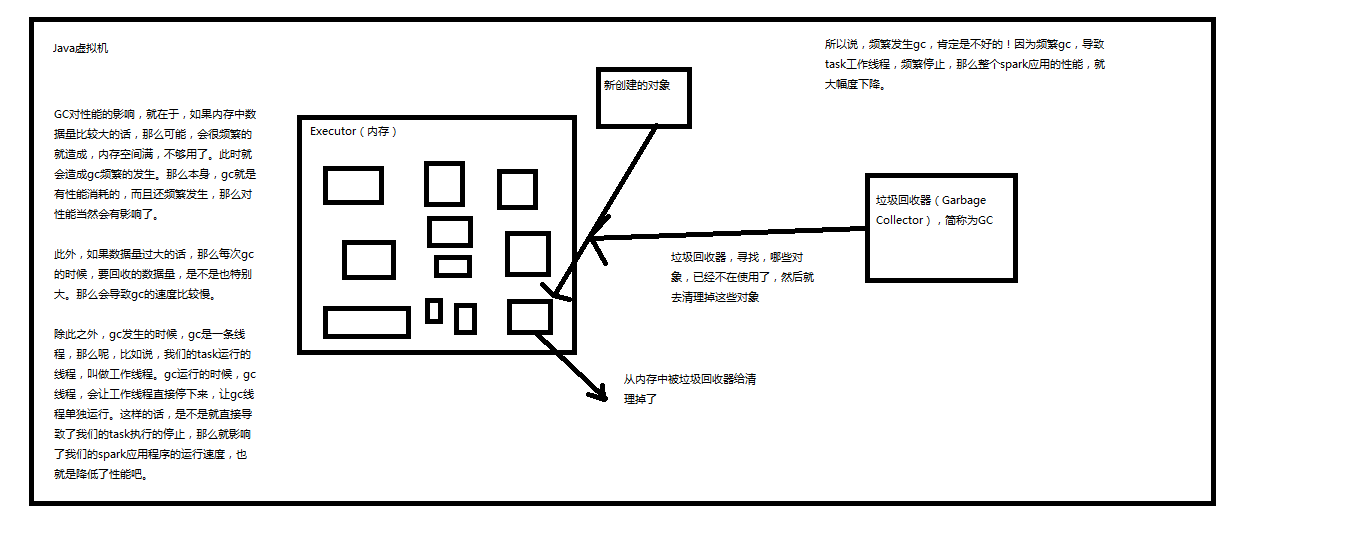 Java虚拟机
GC对性能的影响，就在于，如果内存中数
据量比较大的话，那么可能，会很频繁的
就造成，内存空间满，不够用了。此时就
会造成gc频繁的发生。那么本身，gc就是
有性能消耗的，而且还频繁发生，那么对
性能当然会有影响了。
此外，如果数据量过大的话，那么每次gc
的时候，要回收的数据量，是不是也特别
大。那么会导致gc的速度比较慢。
除此之外，gc发生的时候，gc是一条线
程，那么呢，比如说，我们的task运行的
线程，叫做工作线程。gc运行的时候，gc
线程，会让工作线程直接停下来，让gc线
程单独运行。这样的话，是不是就直接导
致了我们的task执行的停止，那么就影响
了我们的spark应用程序的运行速度，也
就是降低了性能吧。
Executor（内存）
新创建的对象
所以说，频繁发生gc，肯定是不好的！因为频繁gc，导致
task工作线程，频繁停止，那么整个spark应用的性能，就
大幅度下降。
垃圾回收器（Garbage
Collector），简称为GC
垃圾回收器，寻找，哪些对
象，已经不在使用了，然后就
去清理掉这些对象
从内存中被垃圾回收器给清
理掉了